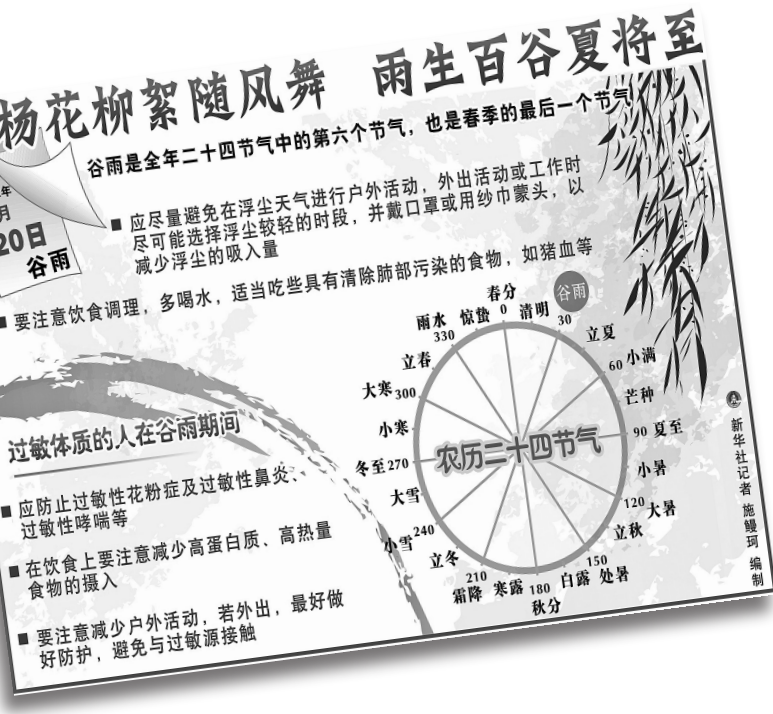 杨花柳絮随风舞 雨生百谷夏将至
谷雨是全年二十四节气中的第六个节气，也是春季的最后一个节气
年
月
20日
谷雨
■ 应尽量避免在浮尘天气进行户外活动，外出活动或工作时
尽可能选择浮尘较轻的时段，并戴口罩或用纱巾蒙头，以
减少浮尘的吸入量
■ 要注意饮食调理，多喝水，适当吃些具有清除肺部污染的食物，如猪血等
过敏体质的人在谷雨期间
■ 应防止过敏性花粉症及过敏性鼻炎、
过敏性哮喘等
■ 在饮食上要注意减少高蛋白质、高热量
食物的摄入
■ 要注意减少户外活动，若外出，最好做
好防护，避免与过敏源接触
农历二十四节气
春分
0
清明
谷雨
30
立夏
60 小满
芒种
90 夏至
小暑
120 大暑
立秋
150
处暑
白露
180
秋分
寒露
210
霜降
立冬
240
小雪
大雪
冬至 270
小寒
大寒 300
立春
330
雨水
惊蛰
新华社记者 施鳗珂 编制